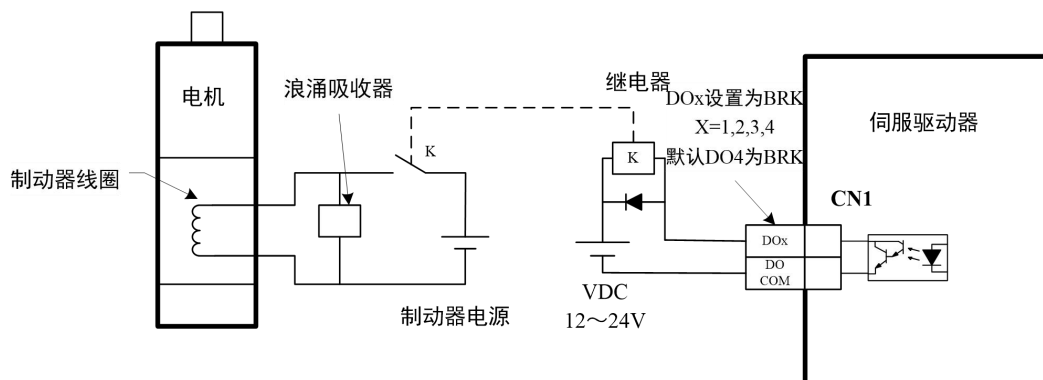 电机
制动器线圈
浪涌吸收器
K
制动器电源
继电器
K
DOx设置为BRK
X=1,2,3,4
默认DO4为BRK
VDC
12～24V
伺服驱动器
CN1
DOx
DO
COM